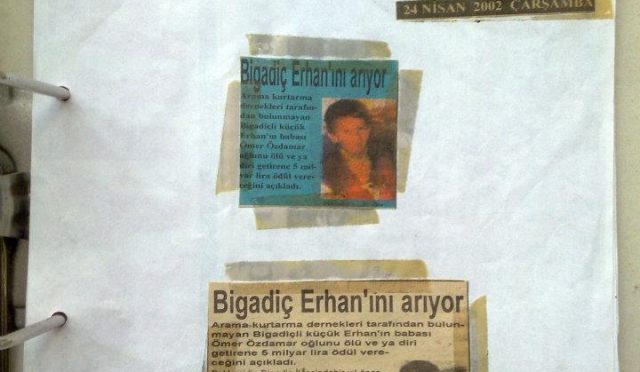 24 NİSAN 2002 ÇARŞAMBA
Bigadiç Erhan'ını arıyor
Arama kurtarma
dernekleri tarafın-
dan bulunmayan
Bigadiçli küçük
Erhan'ın babası
Ömer Özdamar
oğlunu ölü ve ya
diri getirene 5 mil-
yar lira ödül vere-
ceğini açıkladı.
Bigadiç Erhan'ını arıyor
Arama kurtarma dernekleri tarafından bulun-
mayan Bigadiçli küçük Erhan'ın babası
Ömer Özdamar oğlunu ölü ve ya diri
getirene 5 milyar lira ödül vere-
ceğini açıkladı.